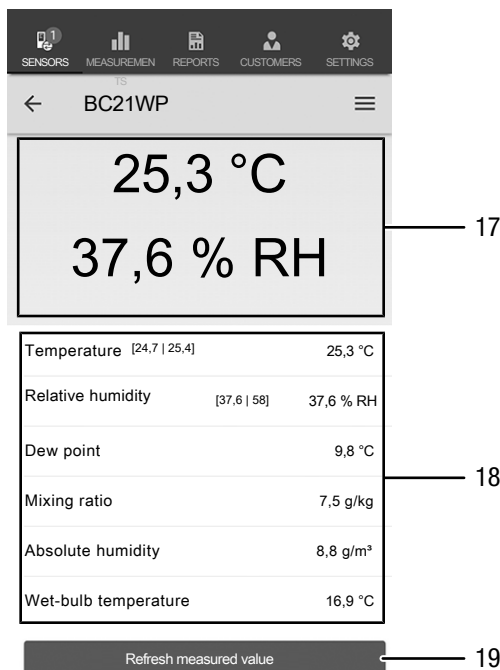 1
SENSORS MEASUREMEN TS REPORTS CUSTOMERS SETTINGS
BC21WP
25,3 °C
37,6 % RH
17
Temperature [24,7 | 25,4] 25,3 °C
Relative humidity [37,6 | 58] 37,6 % RH
Dew point 9,8 °C
18
Mixing ratio 7,5 g/kg
Absolute humidity 8,8 g/m³
Wet-bulb temperature 16,9 °C
Refresh measured value 19